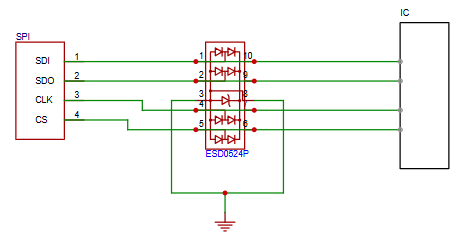 IC
SPI
SDI 1 1 10
SDO 2 2 9
CLK 3 3 8
4
CS 4 5 6
ESD0524P